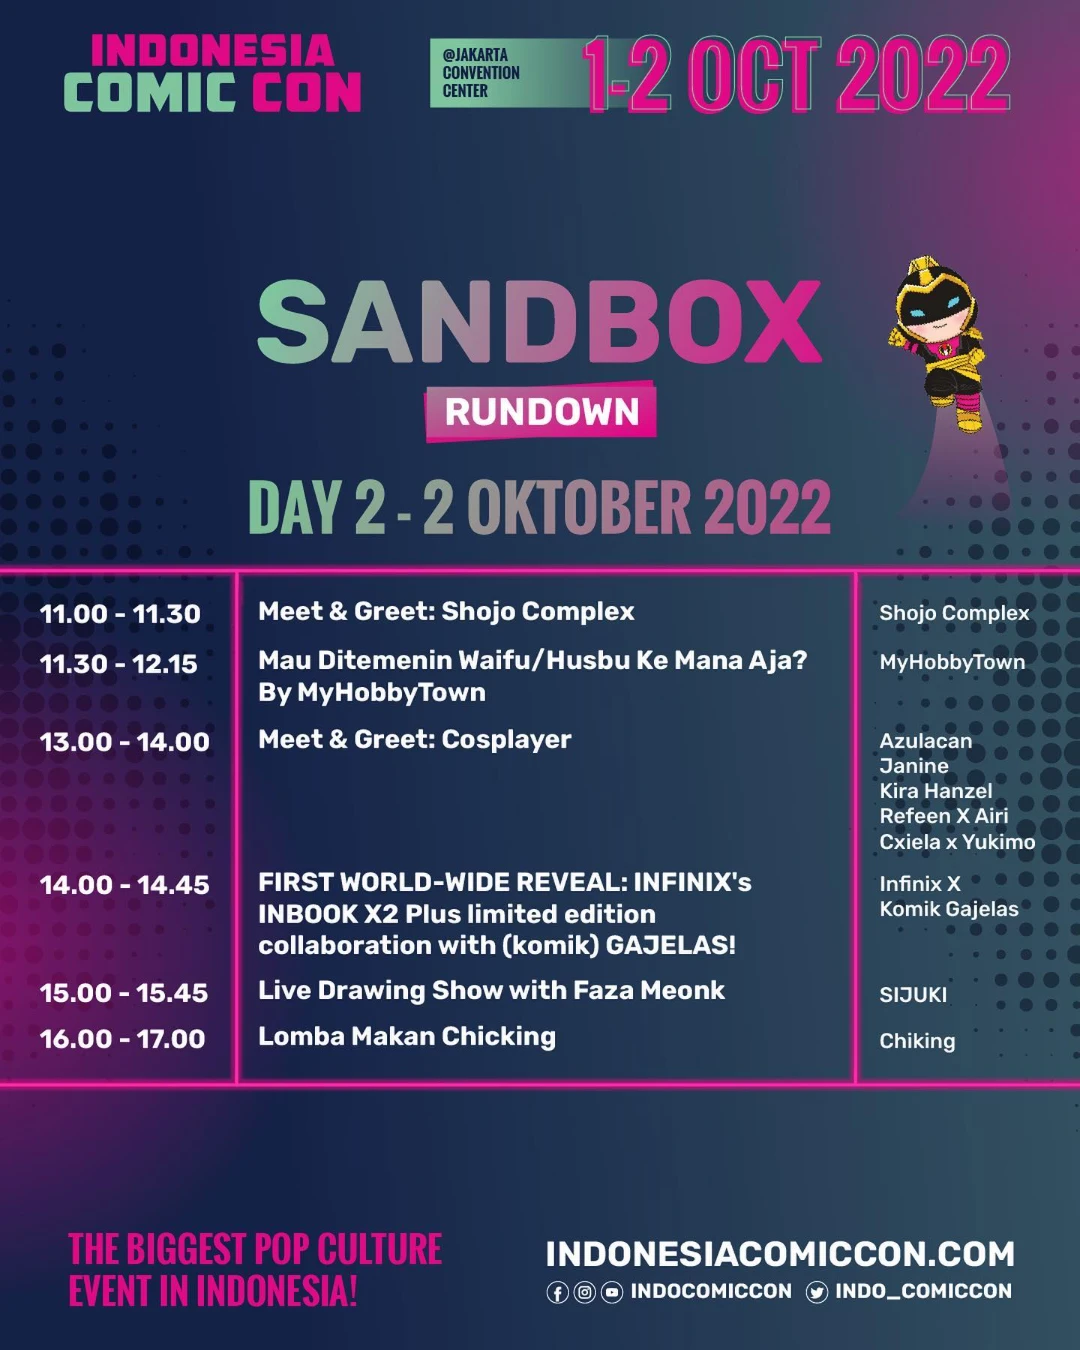 INDONESIA
COMIC CON
@JAKARTA
CONVENTION
CENTER
1-2 OCT 2022
SANDBOX
RUNDOWN
DAY 2 - 2 OKTOBER 2022
11.00 - 11.30
Meet & Greet: Shojo Complex
Shojo Complex
11.30 - 12.15
Mau Ditemenin Waifu/Husbu Ke Mana Aja?
By MyHobbyTown
MyHobbyTown
13.00 - 14.00
Meet & Greet: Cosplayer
Azulacan
Janine
Kira Hanzel
Refeen X Airi
Cxiela x Yukimo
14.00 - 14.45
FIRST WORLD-WIDE REVEAL: INFINIX's
INBOOK X2 Plus limited edition
collaboration with (komik) GAJELAS!
Infinix X
Komik Gajelas
15.00 - 15.45
Live Drawing Show with Faza Meonk
SIJUKI
16.00 - 17.00
Lomba Makan Chicking
Chiking
THE BIGGEST POP CULTURE
EVENT IN INDONESIA!
INDONESIACOMICCON.COM
INDOCOMICCON INDO_COMICCON